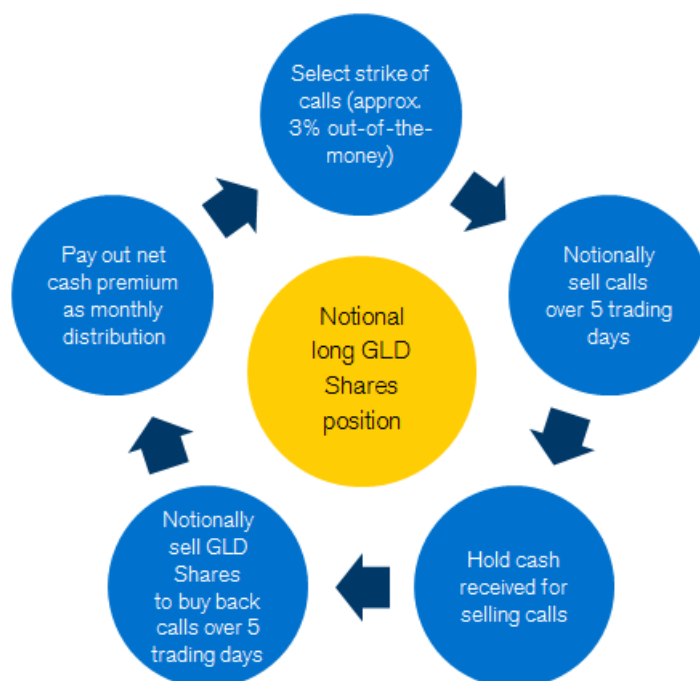 Select strike of
calls (approx.
3% out-of-the-
money)
Notionally
sell calls
over 5 trading
days
Hold cash
received for
selling calls
Notionally
sell GLD
Shares
to buy back
calls over 5
trading days
Pay out net
cash premium
as monthly
distribution
Notional
long GLD
Shares
position